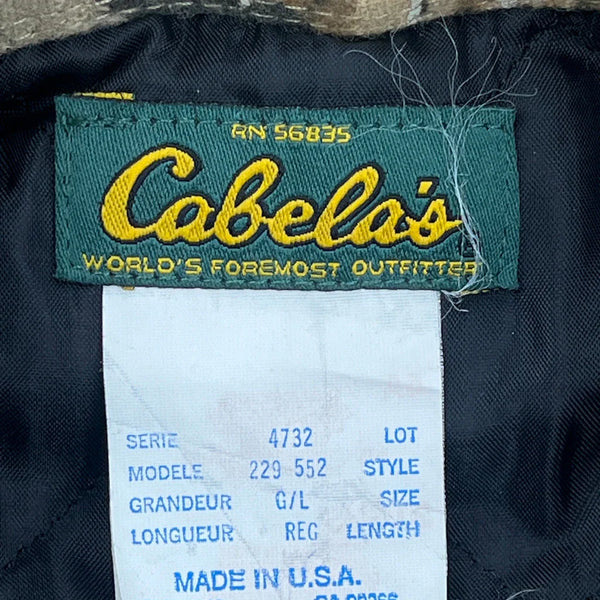 RN 56835
Cabela's
WORLD'S FOREMOST OUTFITTER
SERIE 4732 LOT
MODELE 229 552 STYLE
GRANDEUR G/L SIZE
LONGUEUR REG LENGTH
MADE IN U.S.A.